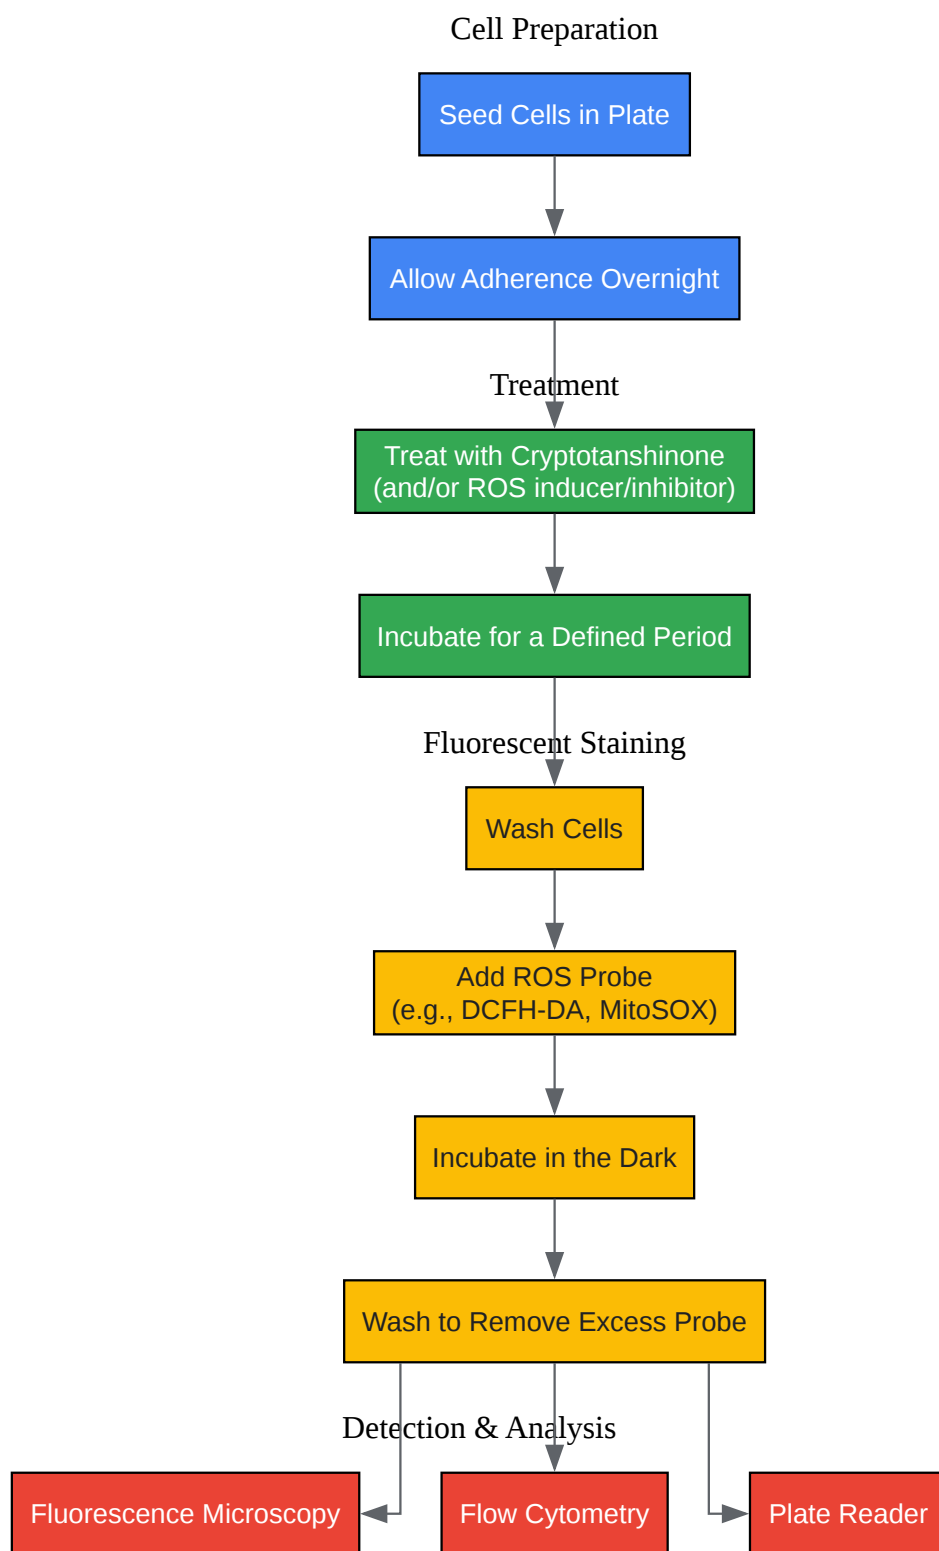 Cell Preparation
Seed Cells in Plate
Allow Adherence Overnight
Treatment
Treat with Cryptotanshinone
(and/or ROS inducer/inhibitor)
Incubate for a Defined Period
Fluorescent Staining
Wash Cells
Add ROS Probe
(e.g., DCFH-DA, MitoSOX)
Incubate in the Dark
Wash to Remove Excess Probe
Detection & Analysis
Fluorescence Microscopy
Flow Cytometry
Plate Reader